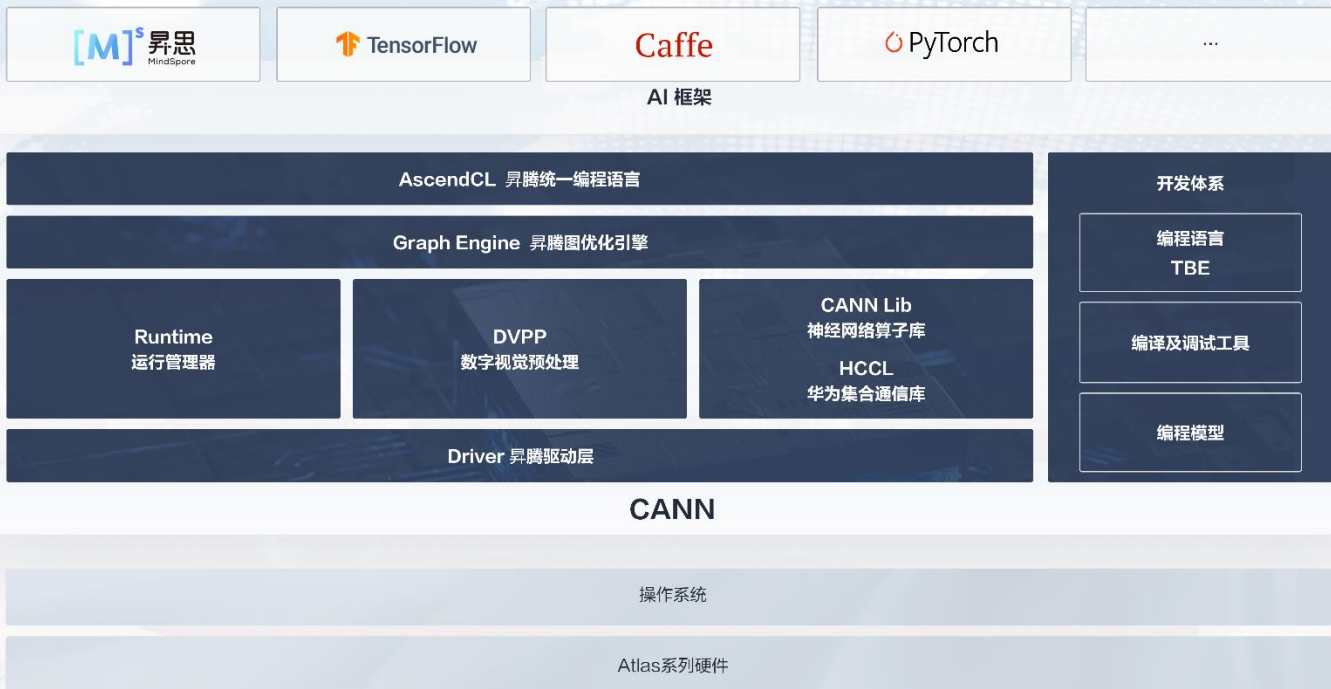 [M]ˢ 昇思
MindSpore
TensorFlow
Caffe
PyTorch
...
AI 框架
AscendCL 昇腾统一编程语言
Graph Engine 昇腾图优化引擎
Runtime
运行管理器
DVPP
数字视觉预处理
CANN Lib
神经网络算子库
HCCL
华为集合通信库
Driver 昇腾驱动层
开发体系
编程语言
TBE
编译及调试工具
编程模型
CANN
操作系统
Atlas系列硬件